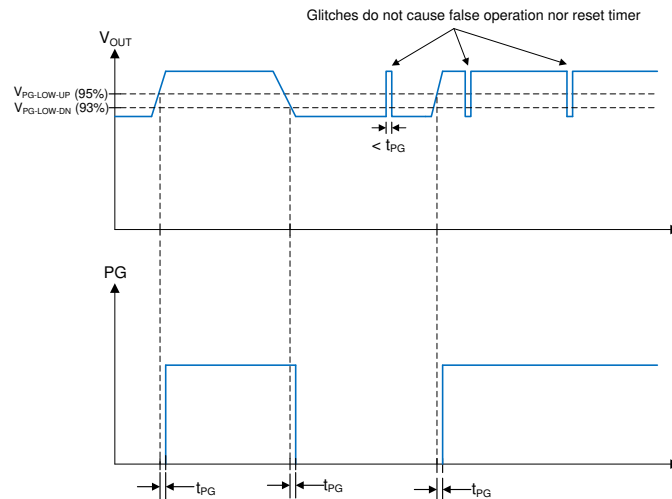 Glitches do not cause false operation nor reset timer
VOUT
VPG-LOW-UP (95%)
VPG-LOW-DN (93%)
< tPG
PG
tPG
tPG
tPG